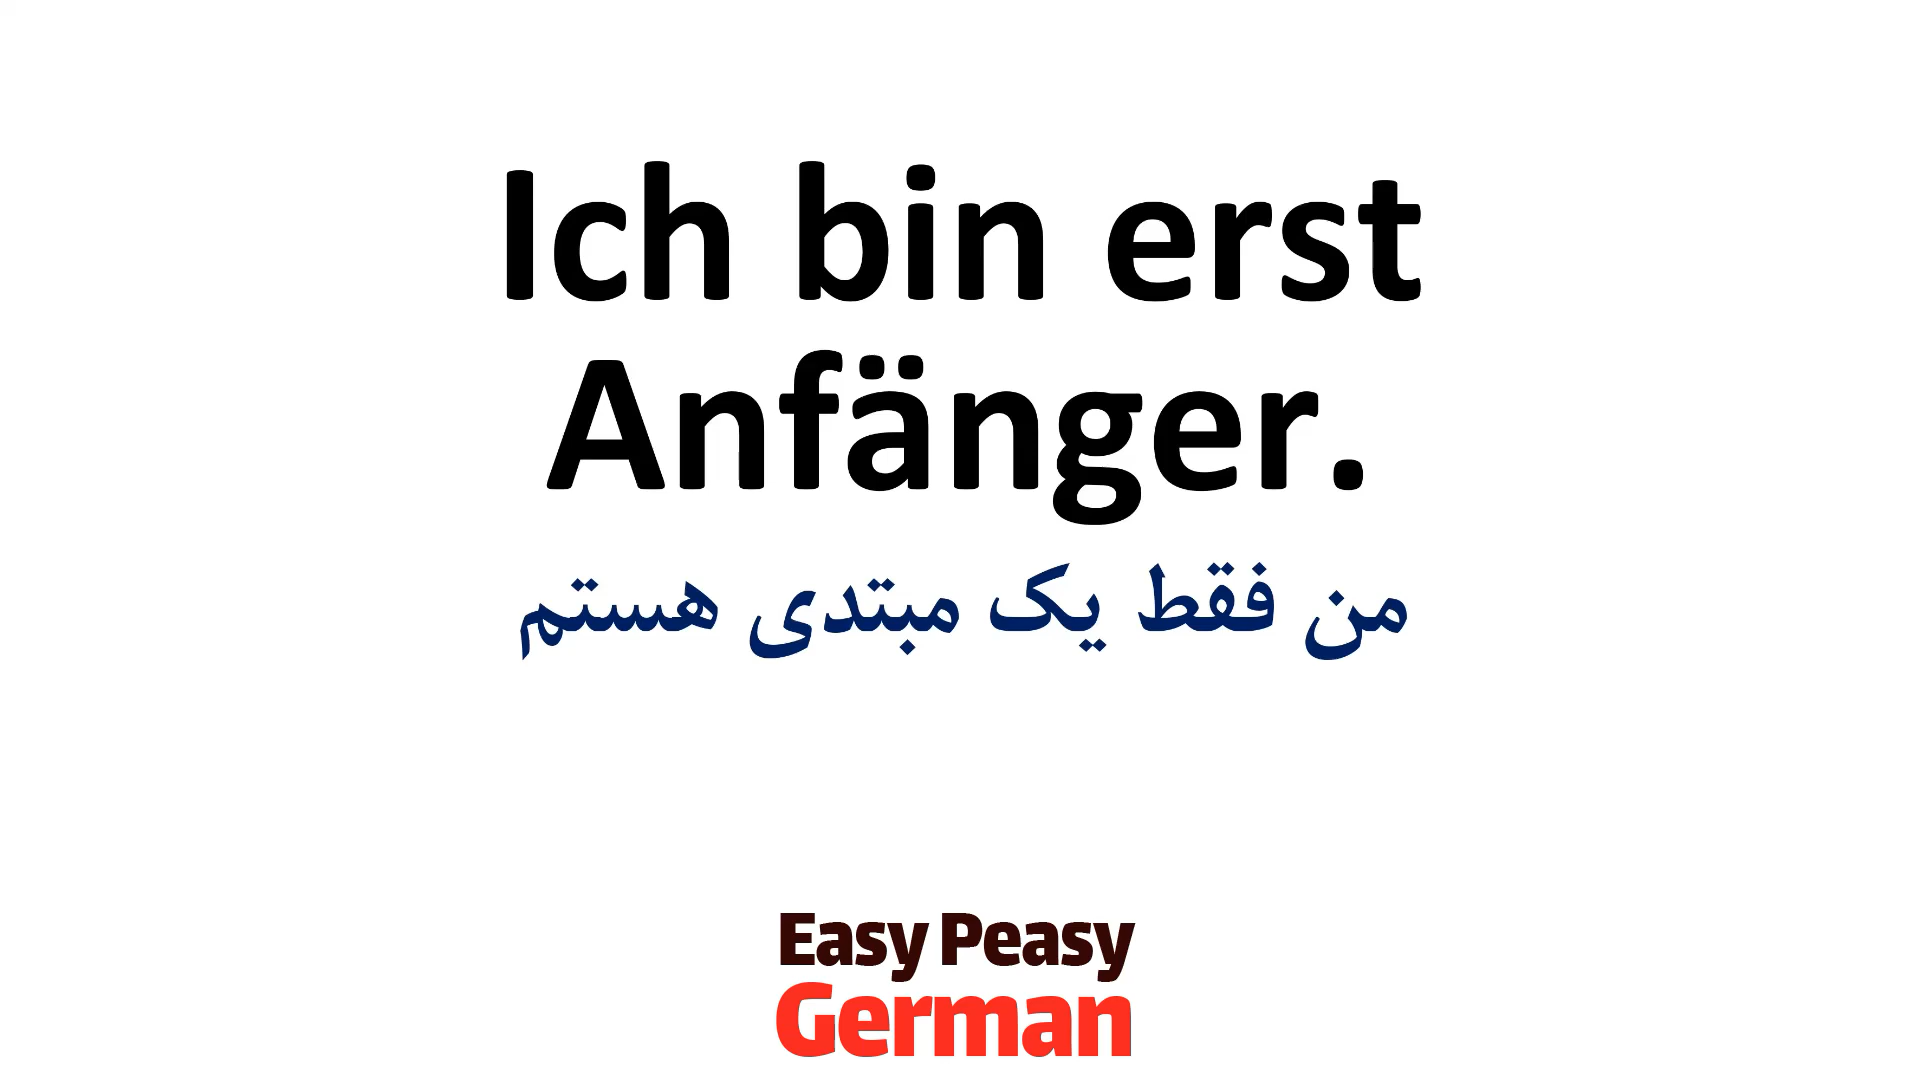 Ich bin erst
Anfänger.
من فقط یک مبتدی هستم
Easy Peasy
German